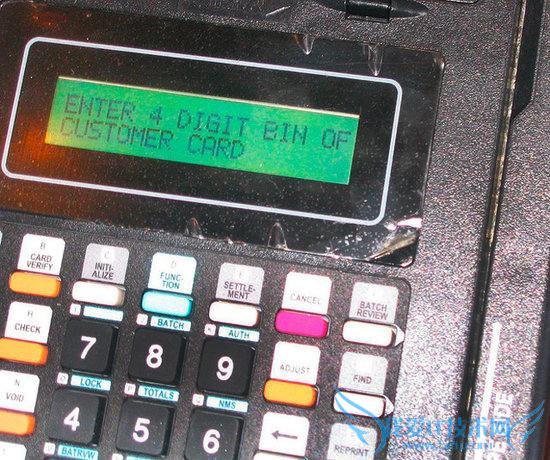 ENTER 4 DIGIT BIN OF
CUSTOMER CARD
B
CARD
VERIFY
C
INITI-
ALIZE
D
FUNC-
TION
E
SETTLE-
MENT
CANCEL
BATCH
REVIEW
H
CHECK
BATCH
AUTH
7
8
9
ADJUST
FIND
N
VOID
LOCK
TOTALS
NMS
4
5
6
←
REPRINT
BATRVW